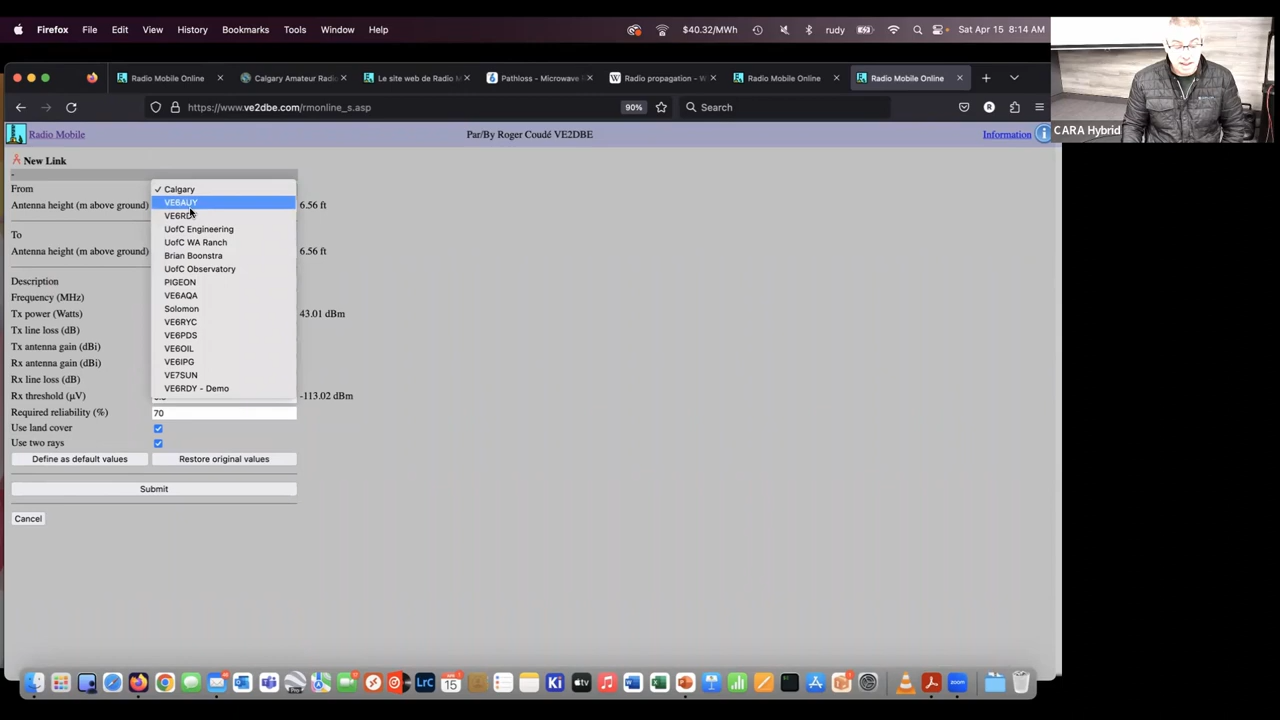 Firefox File Edit View History Bookmarks Tools Window Help $40.32/MWh rudy Sat Apr 15 8:14 AM
Radio Mobile Online Calgary Amateur Radi Le site web de Radio M Pathloss - Microwave Radio propagation - W Radio Mobile Online Radio Mobile Online
https://www.ve2dbe.com/rmonline_s.asp 90% Search
CARA Hybrid
Radio Mobile Par/By Roger Coudé VE2DBE Information
New Link
-
From
Antenna height (m above ground) 6.56 ft
To
Antenna height (m above ground) 6.56 ft
Description
Frequency (MHz)
Tx power (Watts) 43.01 dBm
Tx line loss (dB)
Tx antenna gain (dBi)
Rx antenna gain (dBi)
Rx line loss (dB)
Rx threshold (µV) -113.02 dBm
Required reliability (%) 70
Use land cover
Use two rays
✓ Calgary
VE6AUY
VE6RDY
UofC Engineering
UofC WA Ranch
Brian Boonstra
UofC Observatory
PIGEON
VE6AQA
Solomon
VE6RYC
VE6PDS
VE6OIL
VE6IPG
VE7SUN
VE6RDY - Demo
Define as default values Restore original values
Submit
Cancel
LrC 15 Ki tv zoom